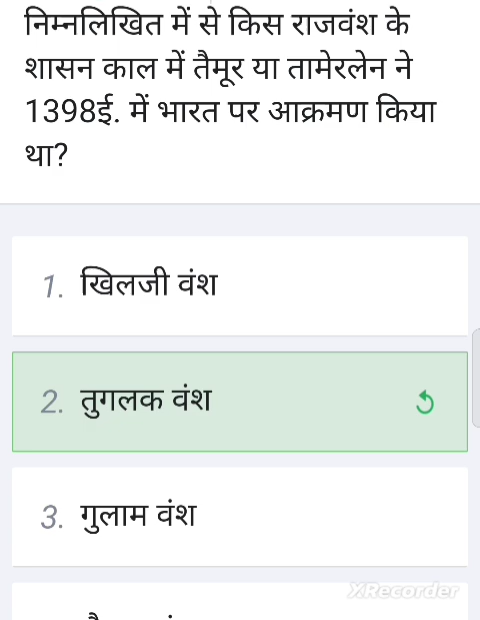 निम्नलिखित में से किस राजवंश के
शासन काल में तैमूर या तामेरलेन ने
1398ई. में भारत पर आक्रमण किया
था?
1. खिलजी वंश
2. तुगलक वंश
3. गुलाम वंश
XRecorder